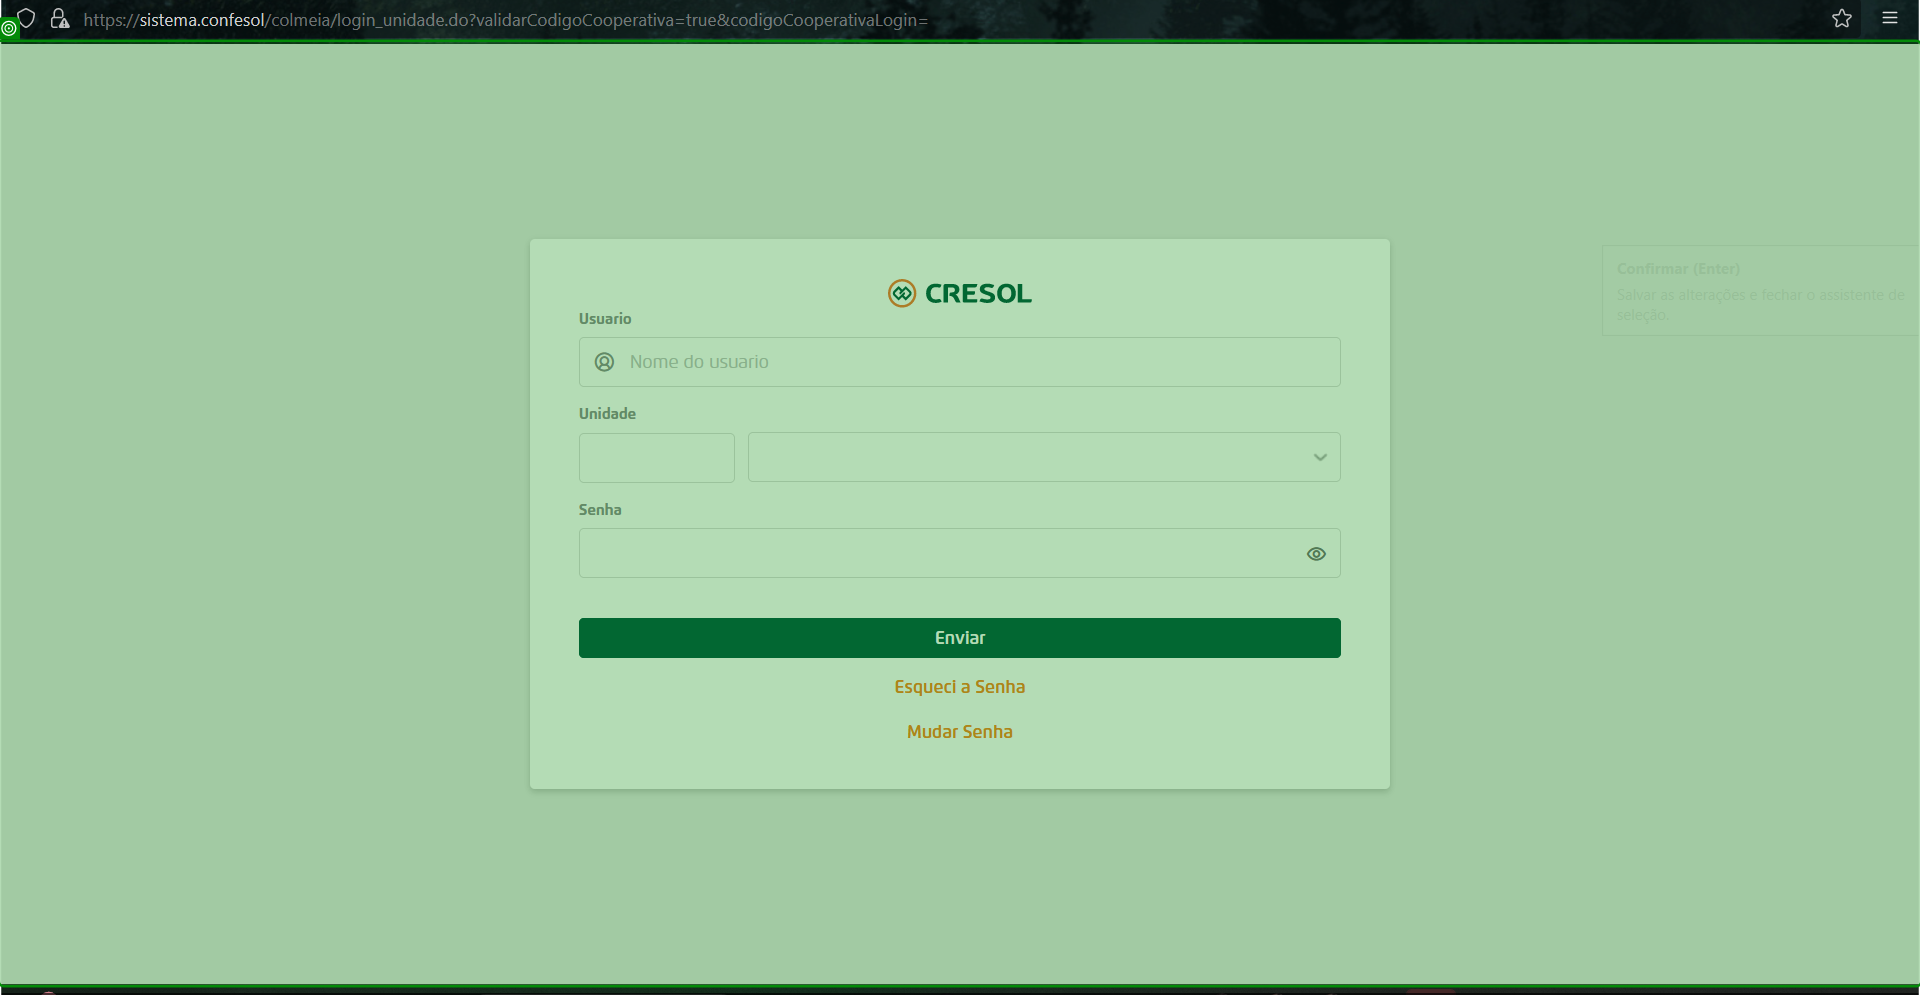 https://sistema.confesol/colmeia/login_unidade.do?validarCodigoCooperativa=true&codigoCooperativaLogin=
CRESOL
Usuario
Nome do usuario
Unidade
Senha
Enviar
Esqueci a Senha
Mudar Senha
Confirmar (Enter)
Salvar as alterações e fechar o assistente de
seleção.